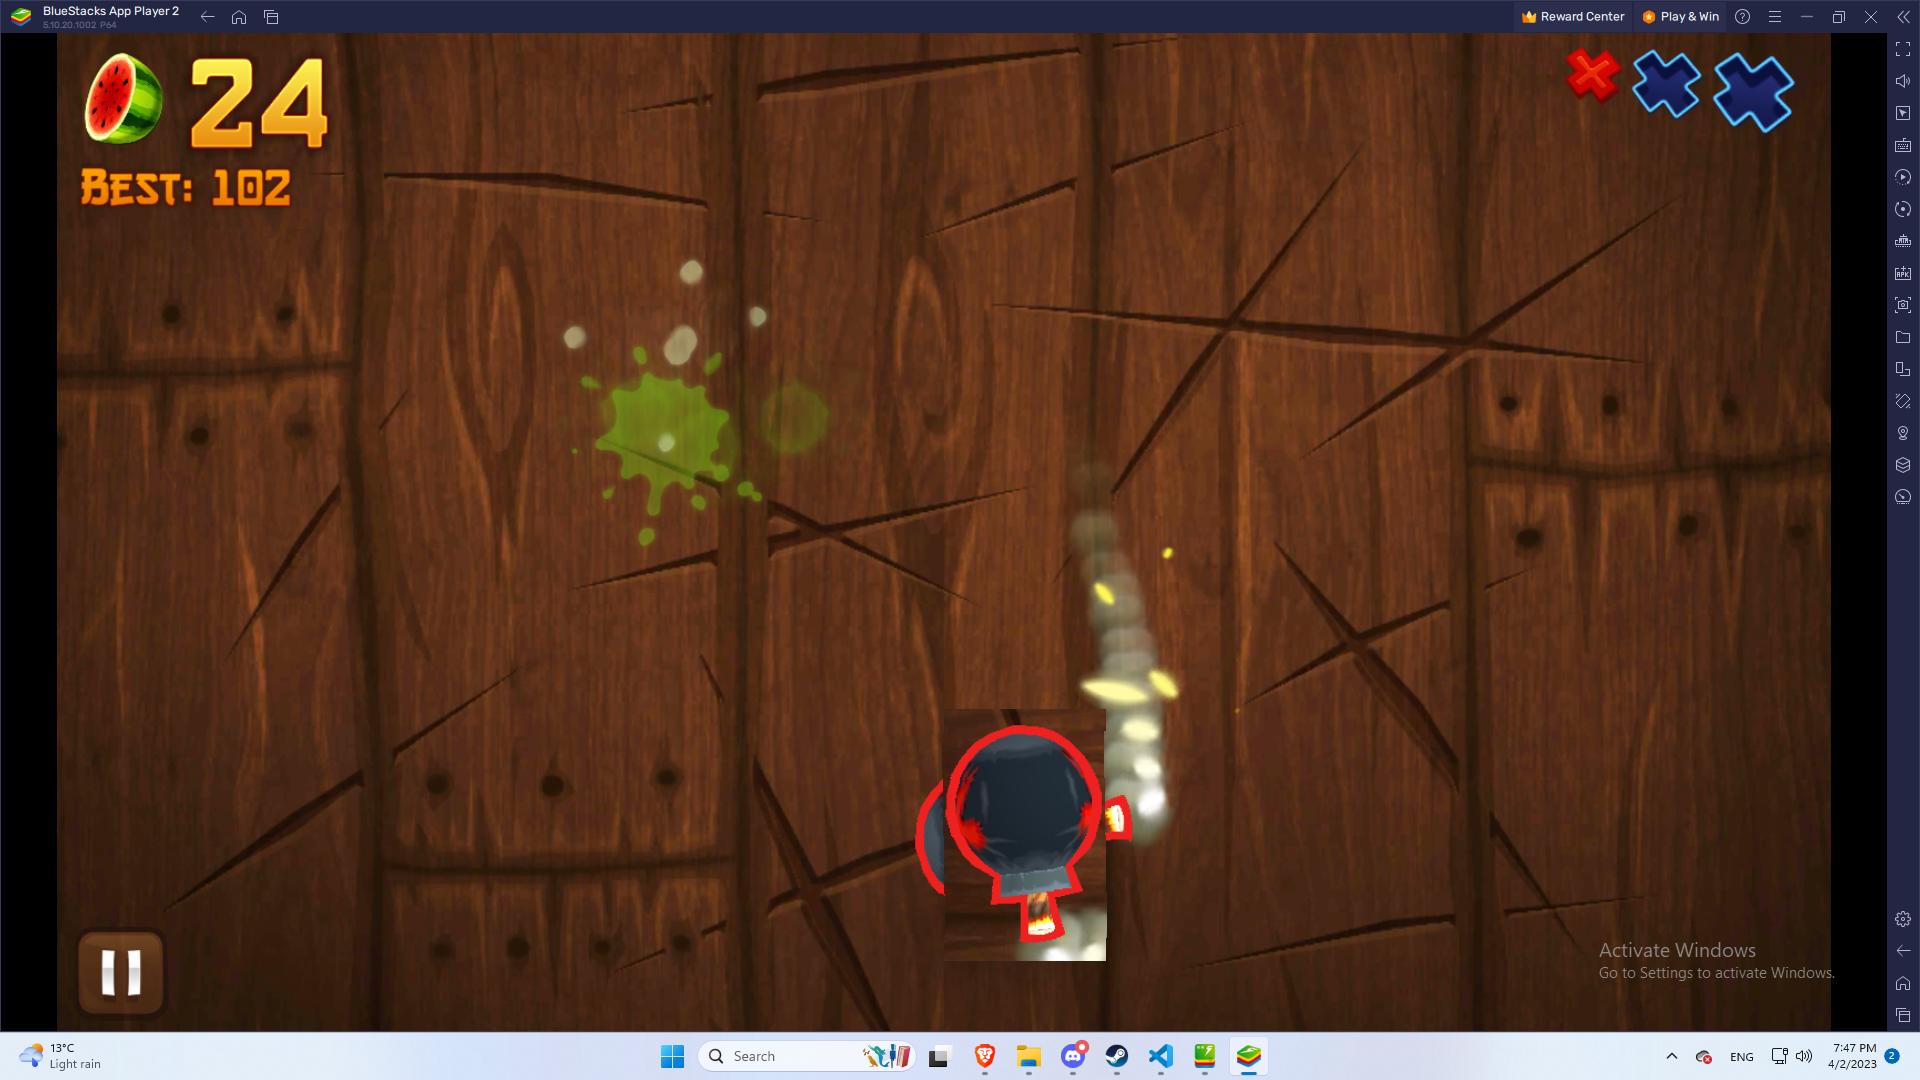 BlueStacks App Player 2
5.10.20.1002 P64
Reward Center
Play & Win
24
BEST: 102
Activate Windows
Go to Settings to activate Windows.
13°C
Light rain
Search
ENG
7:47 PM
4/2/2023
2